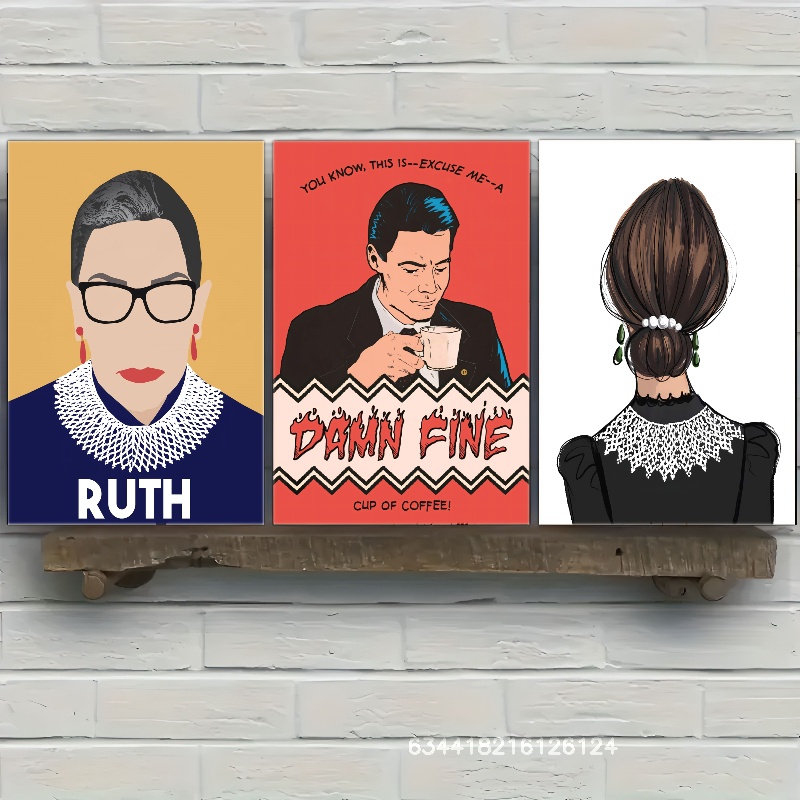 RUTH
YOU KNOW, THIS IS--EXCUSE ME--A
DAMN FINE
CUP OF COFFEE!
634418216126124